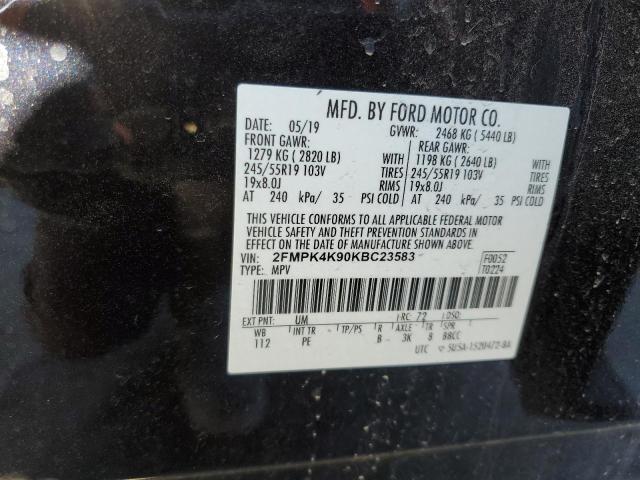 MFD. BY FORD MOTOR CO.
DATE: 05/19 GVWR: 2468 KG ( 5440 LB)
FRONT GAWR: REAR GAWR:
1279 KG ( 2820 LB) WITH 1198 KG ( 2640 LB) WITH
245/55R19 103V TIRES 245/55R19 103V TIRES
19x8.0J RIMS 19x8.0J RIMS
AT 240 kPa/ 35 PSI COLD AT 240 kPa/ 35 PSI COLD
THIS VEHICLE CONFORMS TO ALL APPLICABLE FEDERAL MOTOR
VEHICLE SAFETY AND THEFT PREVENTION STANDARDS IN
EFFECT ON THE DATE OF MANUFACTURE SHOWN ABOVE.
VIN: 2FMPK4K90KBC23583 F0052
TYPE: MPV T0224
EXT PNT: UM RC: 72 DSO:
WB INT TR TP/PS R AXLE TR SPR
112 PE B 3K 8 BBCC
UTC